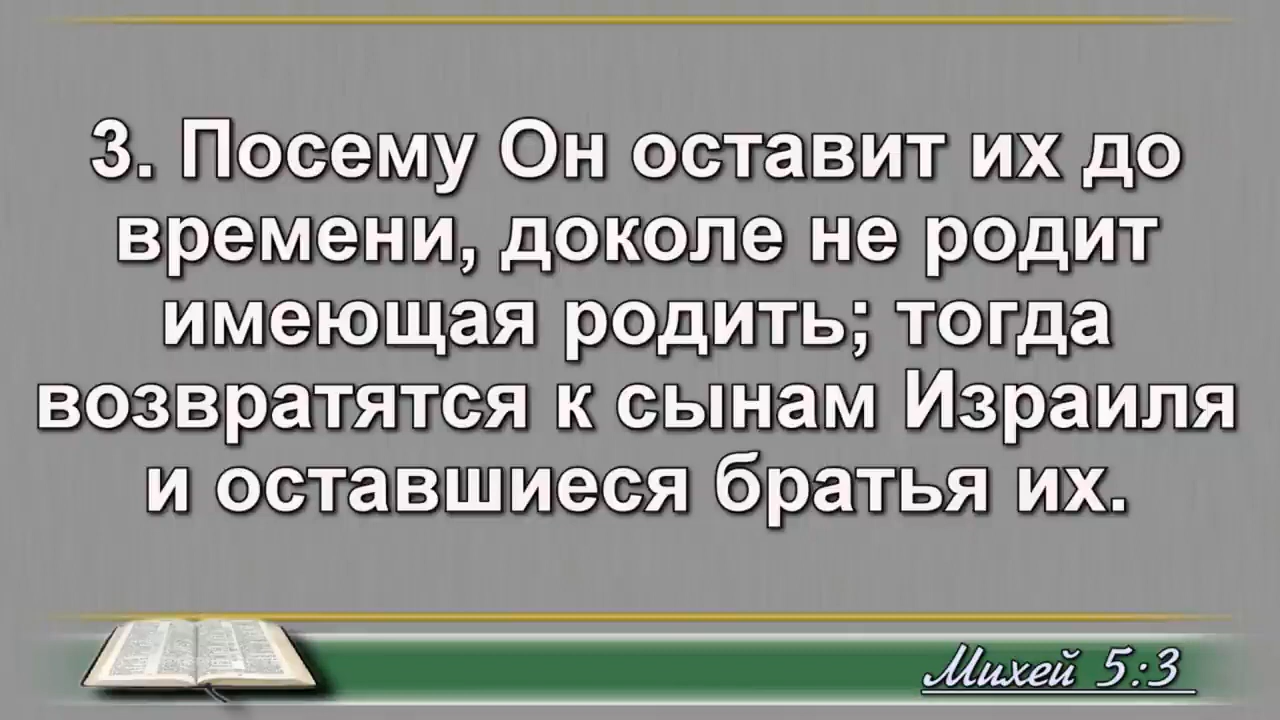 3. Посему Он оставит их до
времени, доколе не родит
имеющая родить; тогда
возвратятся к сынам Израиля
и оставшиеся братья их.
Михей 5:3